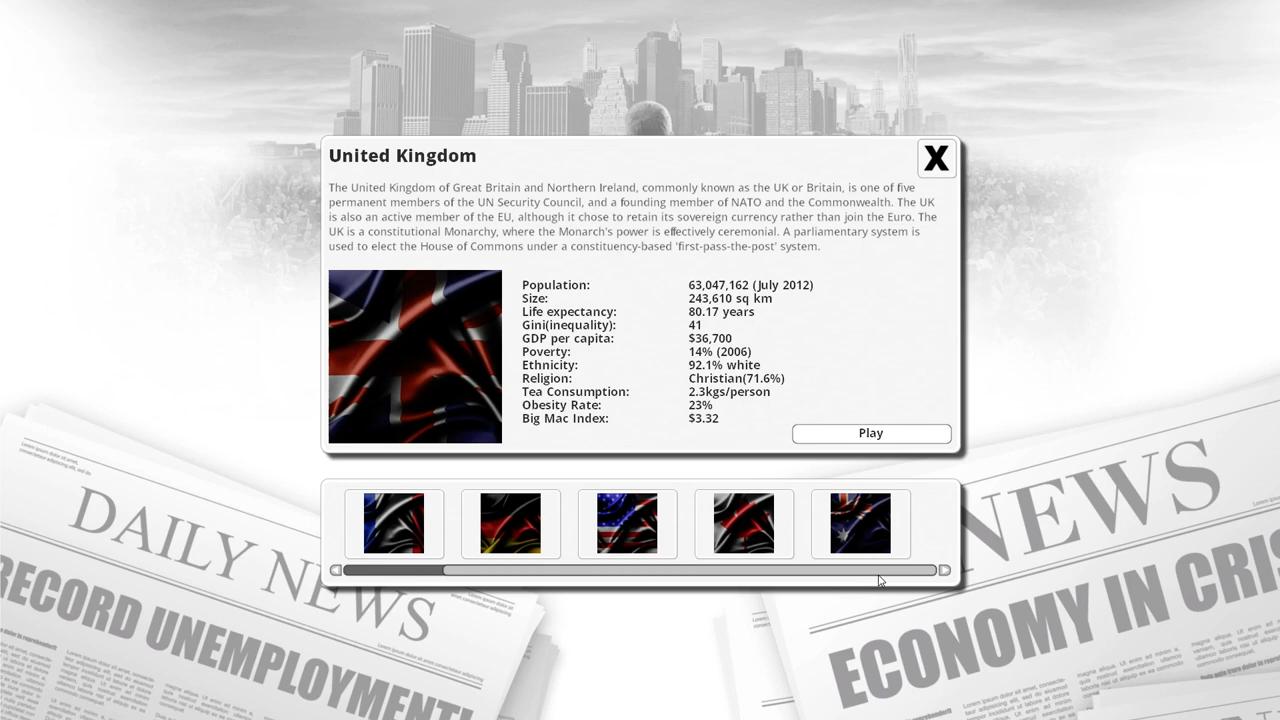 United Kingdom
X
The United Kingdom of Great Britain and Northern Ireland, commonly known as the UK or Britain, is one of five
permanent members of the UN Security Council, and a founding member of NATO and the Commonwealth. The UK
is also an active member of the EU, although it chose to retain its sovereign currency rather than join the Euro. The
UK is a constitutional Monarchy, where the Monarch's power is effectively ceremonial. A parliamentary system is
used to elect the House of Commons under a constituency-based 'first-pass-the-post' system.
Population: 63,047,162 (July 2012)
Size: 243,610 sq km
Life expectancy: 80.17 years
Gini(inequality): 41
GDP per capita: $36,700
Poverty: 14% (2006)
Ethnicity: 92.1% white
Religion: Christian(71.6%)
Tea Consumption: 2.3kgs/person
Obesity Rate: 23%
Big Mac Index: $3.32
Play
DAILY NEWS
RECORD UNEMPLOYMENT!
NEWS
ECONOMY IN CRIS